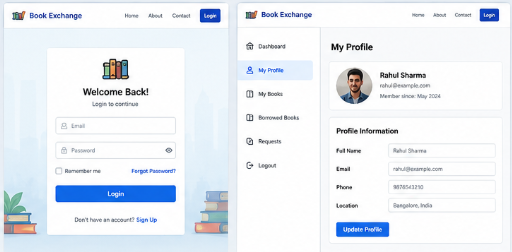 Book Exchange
Home About Contact Login
Welcome Back!
Login to continue
Email
Password
Remember me Forgot Password?
Login
Don't have an account? Sign Up
Book Exchange
Home About Contact Login
Dashboard
My Profile
My Books
Borrowed Books
Requests
Logout
My Profile
Rahul Sharma
rahul@example.com
Member since: May 2024
Profile Information
Full Name Rahul Sharma
Email rahul@example.com
Phone 9876543210
Location Bangalore, India
Update Profile